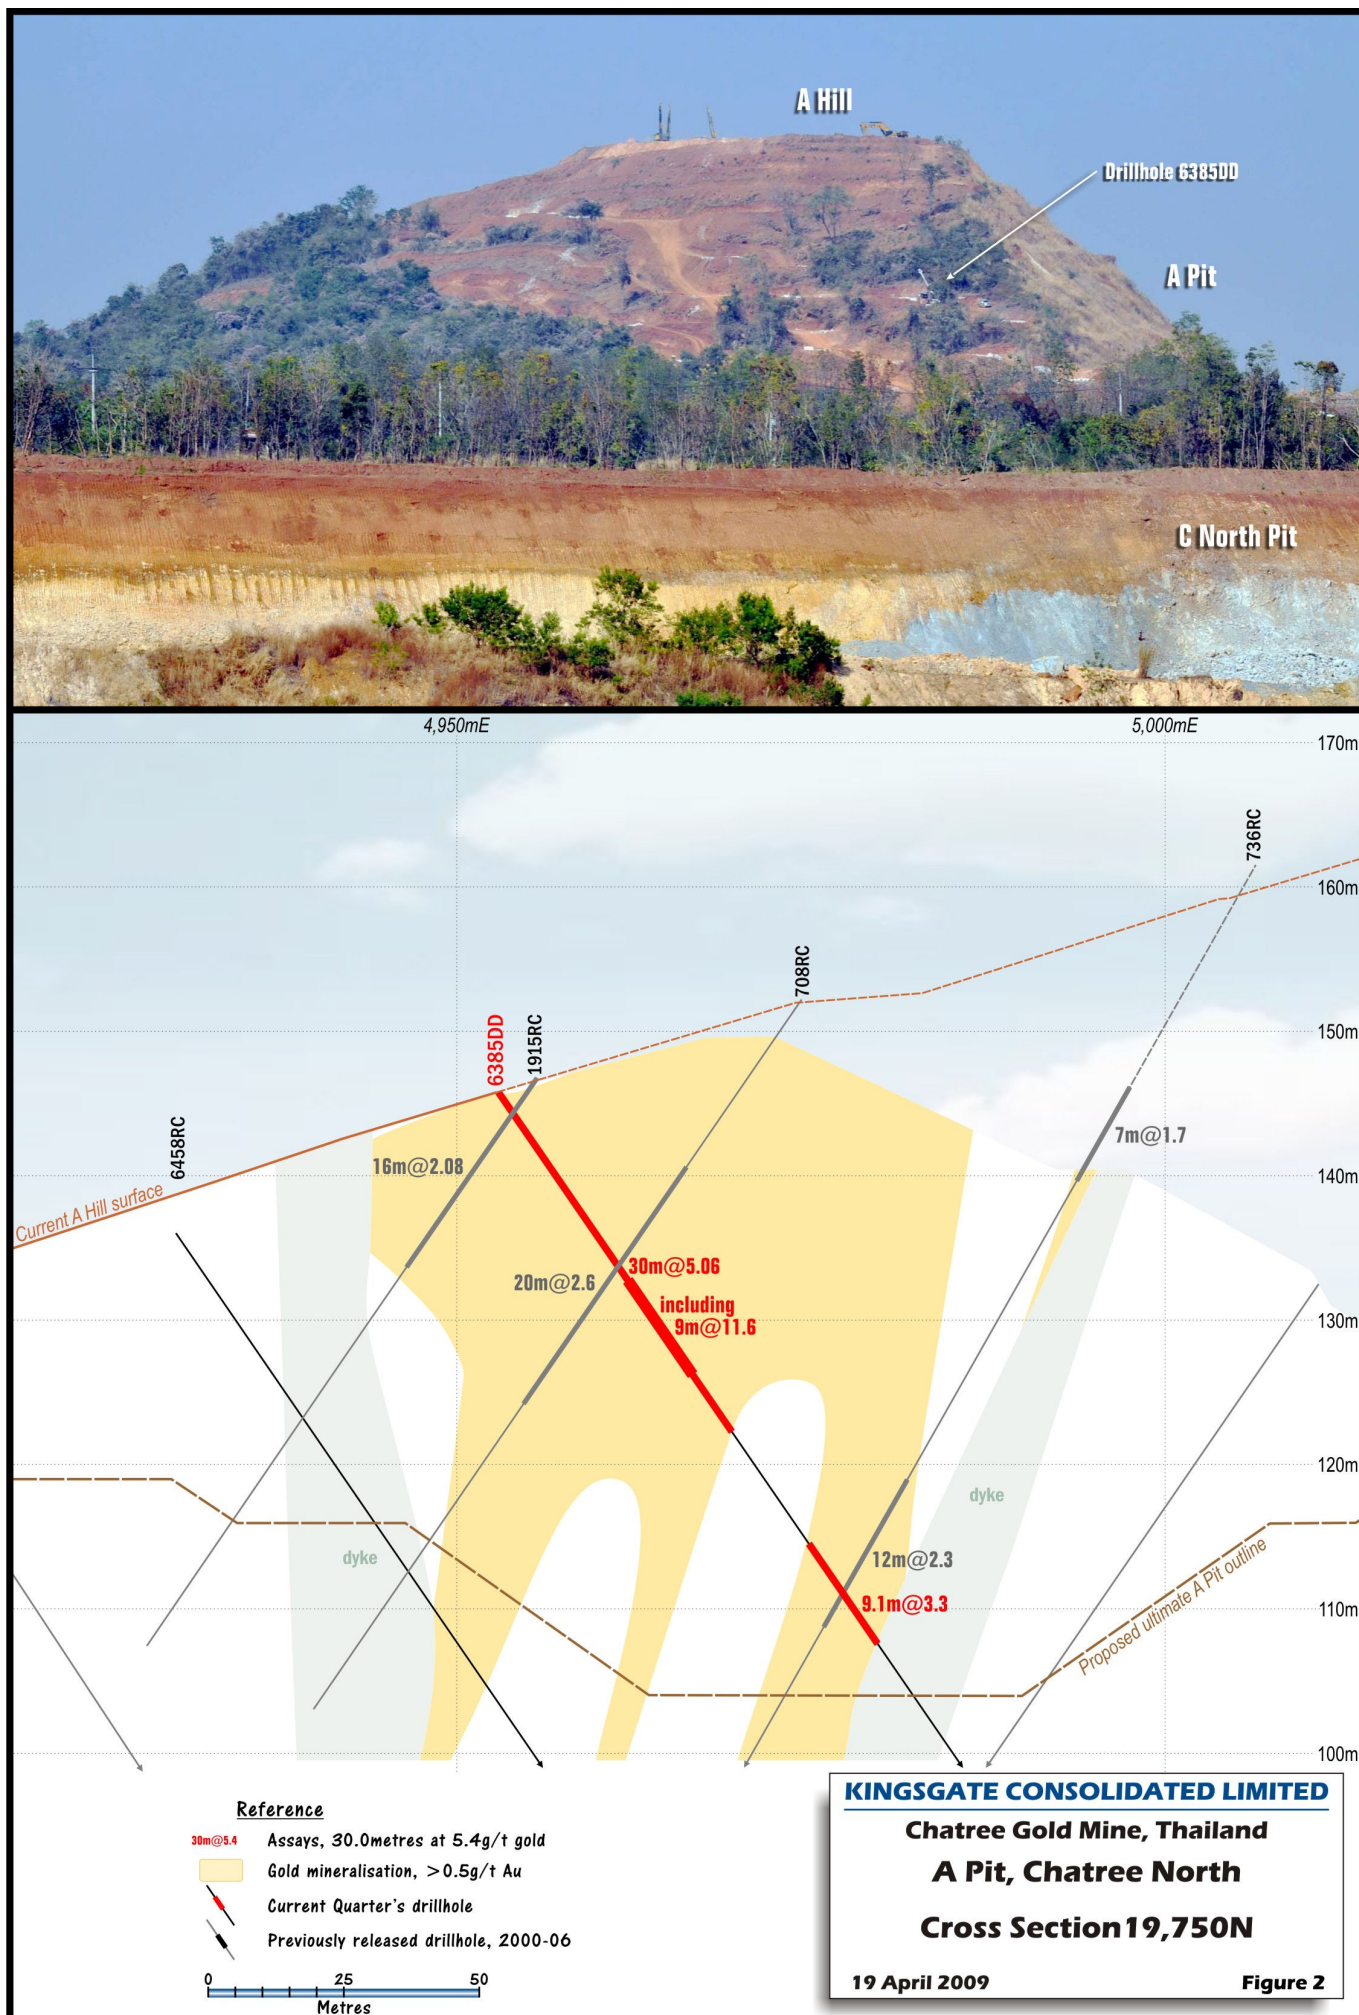 A Hill
Drillhole 6385DD
A Pit
C North Pit
4,950mE
5,000mE
170m
736RC
160m
708RC
150m
6385DD
1915RC
7m@1.7
6458RC
16m@2.08
140m
Current A Hill surface
30m@5.06
20m@2.6
including
9m@11.6
130m
120m
dyke
dyke
12m@2.3
9.1m@3.3
Proposed ultimate A Pit outline
110m
100m
Reference
30m@5.4 Assays, 30.0metres at 5.4g/t gold
Gold mineralisation, >0.5g/t Au
Current Quarter's drillhole
Previously released drillhole, 2000-06
0 25 50
Metres
KINGSGATE CONSOLIDATED LIMITED
Chatree Gold Mine, Thailand
A Pit, Chatree North
Cross Section19,750N
19 April 2009 Figure 2